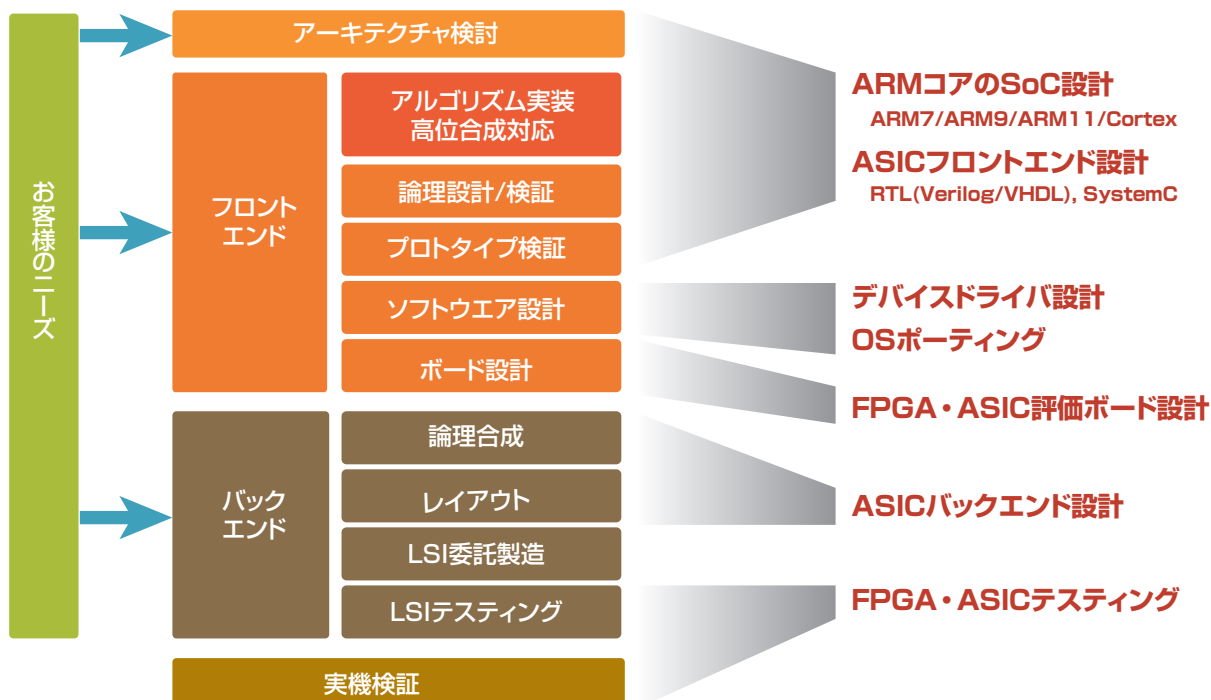 お客様のニーズ
アーキテクチャ検討
フロント
エンド
アルゴリズム実装
高位合成対応
論理設計/検証
プロトタイプ検証
ソフトウエア設計
ボード設計
バック
エンド
論理合成
レイアウト
LSI委託製造
LSIテスティング
実機検証
ARMコアのSoC設計
ARM7/ARM9/ARM11/Cortex
ASICフロントエンド設計
RTL(Verilog/VHDL), SystemC
デバイスドライバ設計
OSポーティング
FPGA・ASIC評価ボード設計
ASICバックエンド設計
FPGA・ASICテスティング